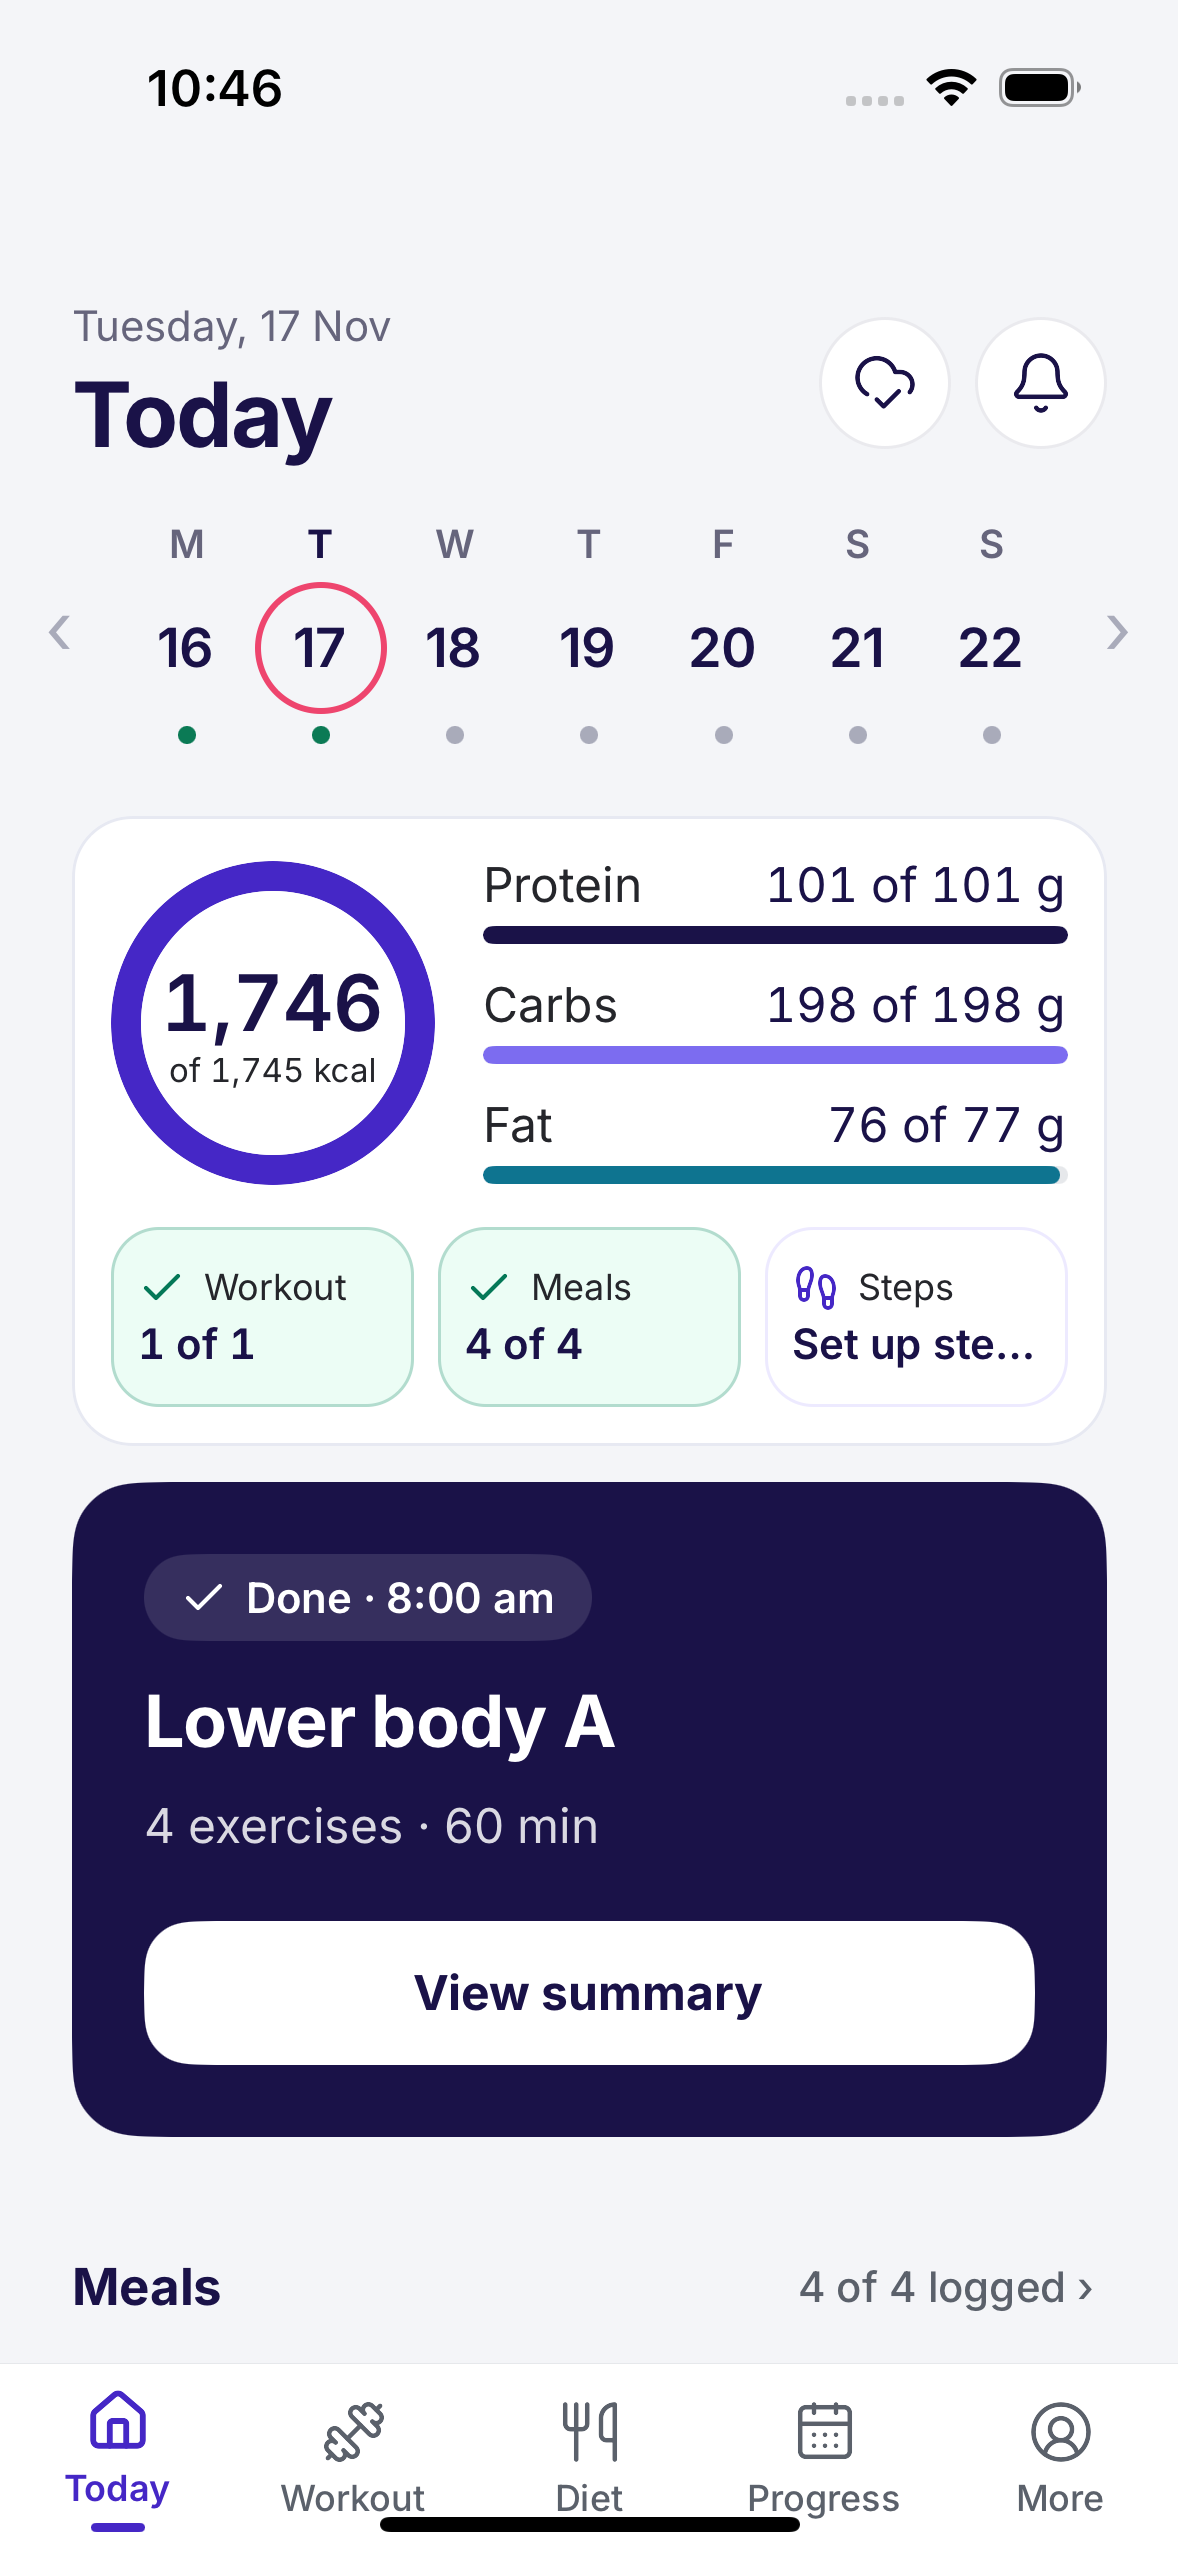 10:46
Tuesday, 17 Nov
Today
M T W T F S S
‹ 16 17 18 19 20 21 22 ›
1,746
of 1,745 kcal
Protein 101 of 101 g
Carbs 198 of 198 g
Fat 76 of 77 g
Workout
1 of 1
Meals
4 of 4
Steps
Set up ste...
Done · 8:00 am
Lower body A
4 exercises · 60 min
View summary
Meals 4 of 4 logged ›
Today Workout Diet Progress More